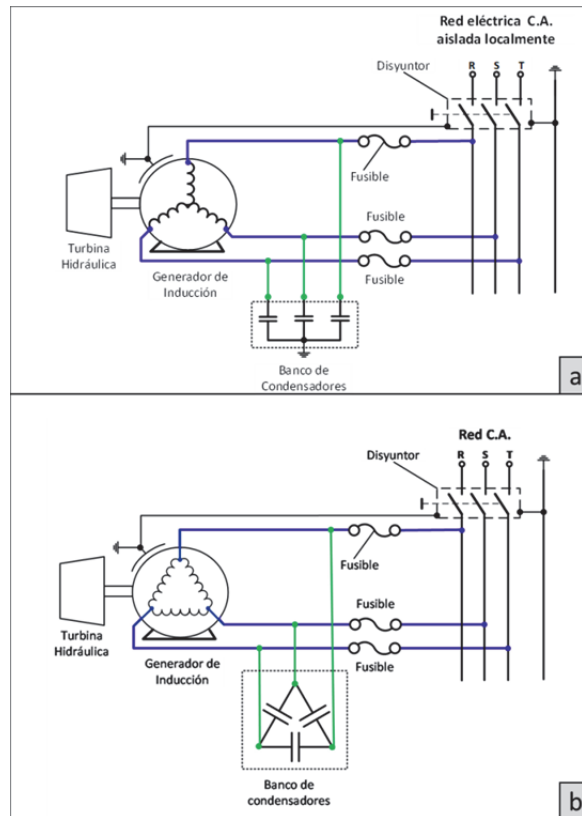 Red eléctrica C.A.
aislada localmente
Disyuntor
R S T
Fusible
Fusible
Fusible
Turbina
Hidráulica
Generador de
Inducción
Banco de
Condensadores
a
Red C.A.
Disyuntor
R S T
Fusible
Fusible
Fusible
Turbina
Hidráulica
Generador de
Inducción
Banco de
condensadores
b